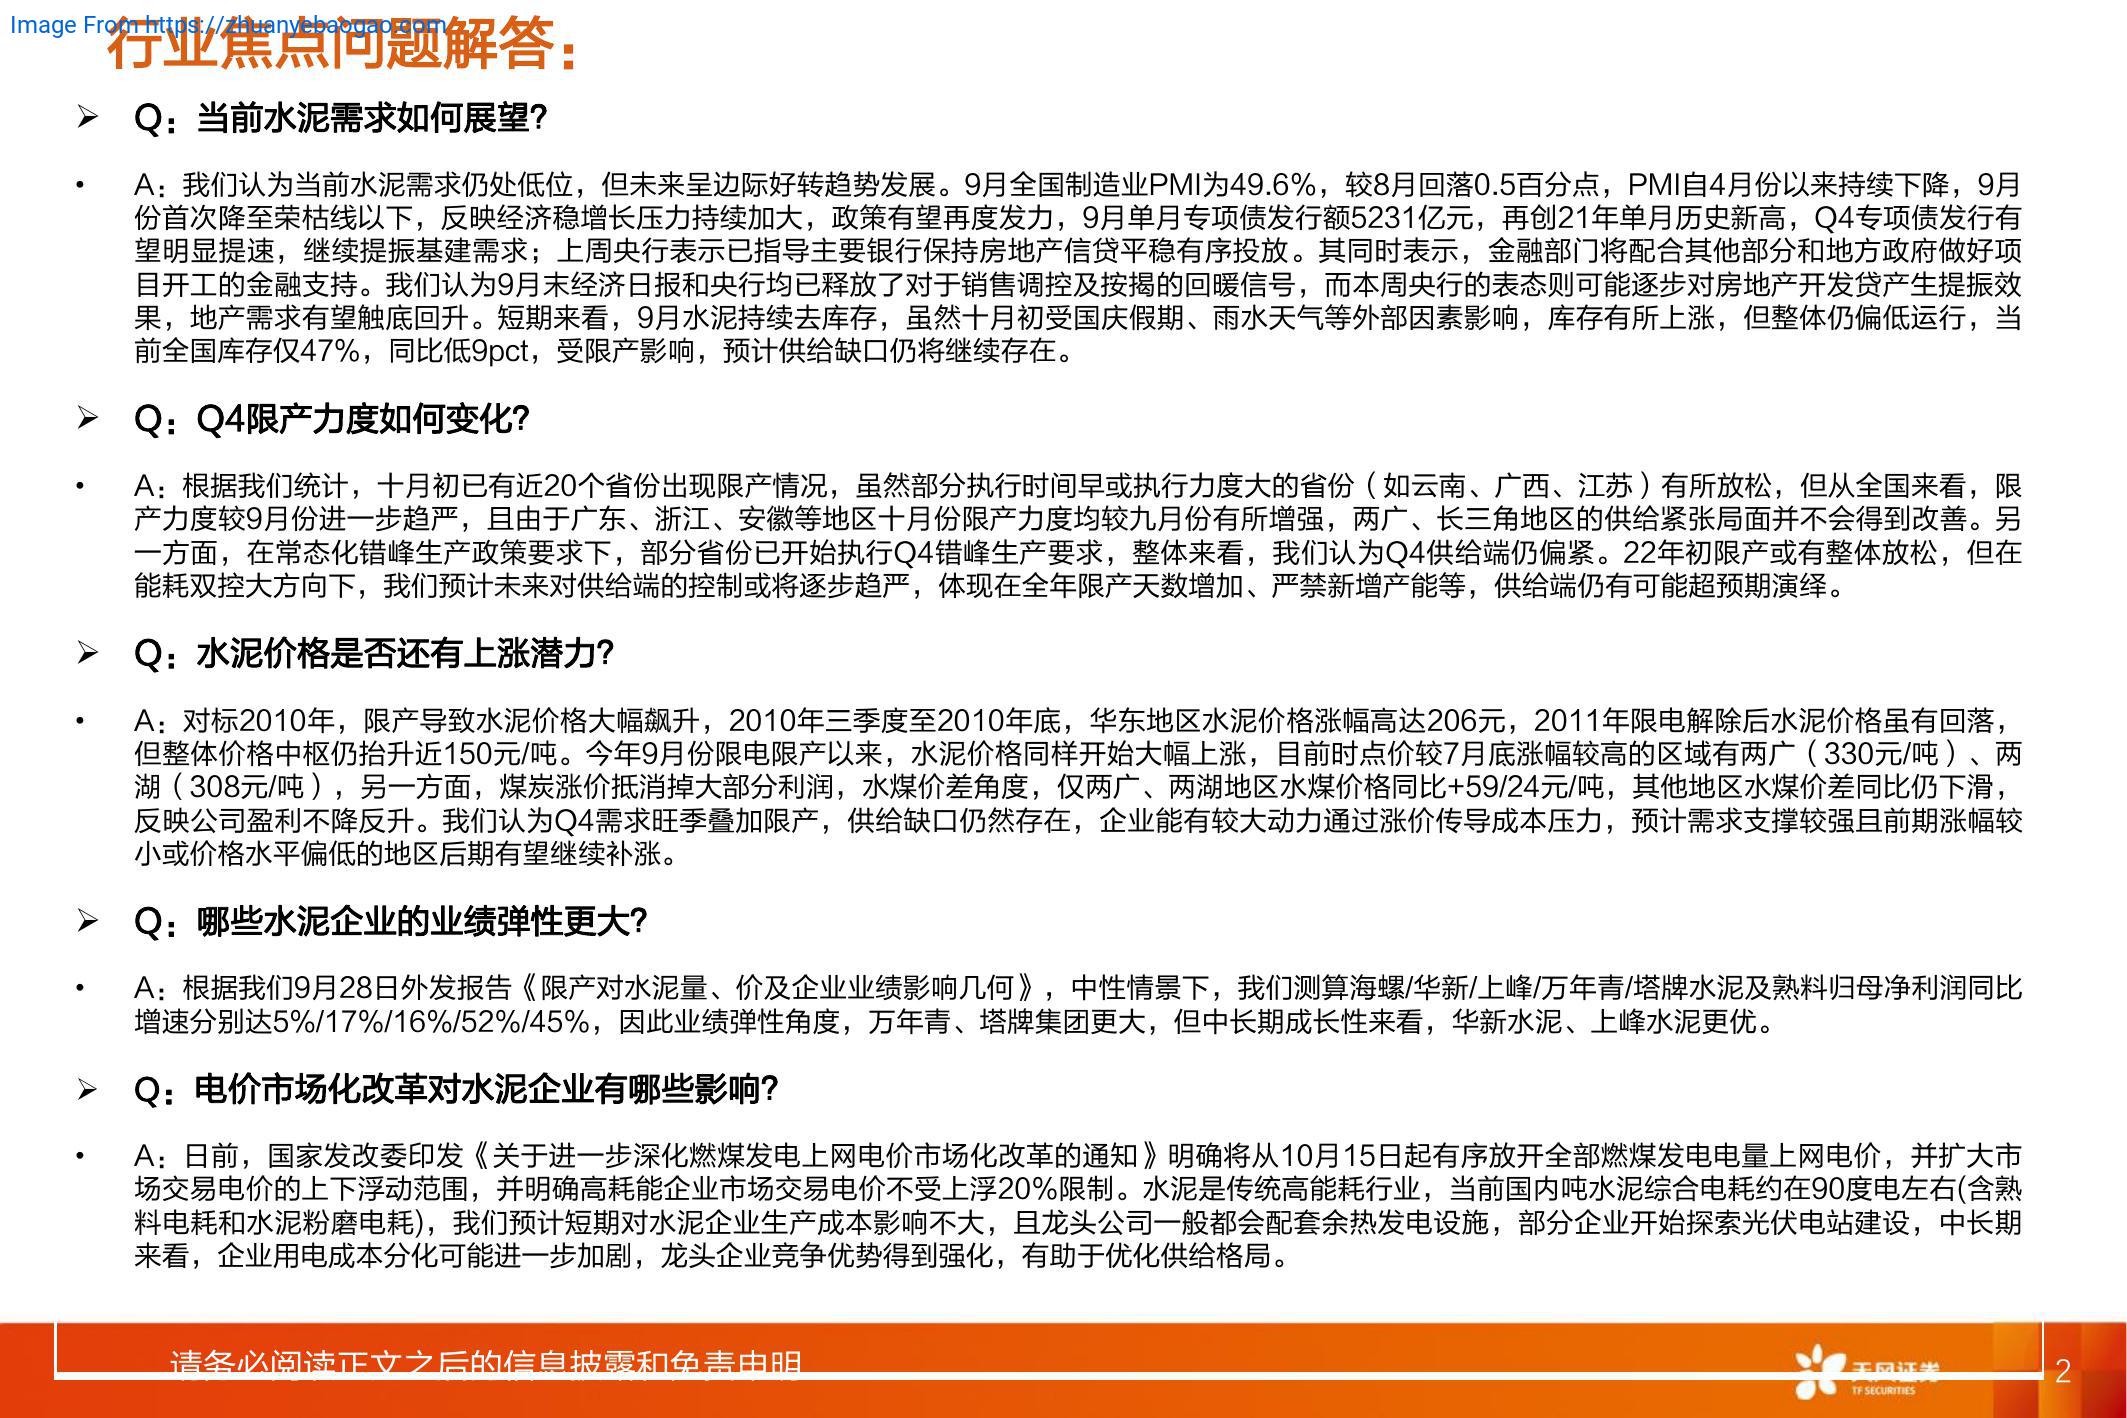 Image From https://zhuanyebaogao.com
行业焦点问题解答：
➢ Q：当前水泥需求如何展望？
• A：我们认为当前水泥需求仍处低位，但未来呈边际好转趋势发展。9月全国制造业PMI为49.6%，较8月回落0.5百分点，PMI自4月份以来持续下降，9月
份首次降至荣枯线以下，反映经济稳增长压力持续加大，政策有望再度发力，9月单月专项债发行额5231亿元，再创21年单月历史新高，Q4专项债发行有
望明显提速，继续提振基建需求；上周央行表示已指导主要银行保持房地产信贷平稳有序投放。其同时表示，金融部门将配合其他部分和地方政府做好项
目开工的金融支持。我们认为9月末经济日报和央行均已释放了对于销售调控及按揭的回暖信号，而本周央行的表态则可能逐步对房地产开发贷产生提振效
果，地产需求有望触底回升。短期来看，9月水泥持续去库存，虽然十月初受国庆假期、雨水天气等外部因素影响，库存有所上涨，但整体仍偏低运行，当
前全国库存仅47%，同比低9pct，受限产影响，预计供给缺口仍将继续存在。
➢ Q：Q4限产力度如何变化？
• A：根据我们统计，十月初已有近20个省份出现限产情况，虽然部分执行时间早或执行力度大的省份（如云南、广西、江苏）有所放松，但从全国来看，限
产力度较9月份进一步趋严，且由于广东、浙江、安徽等地区十月份限产力度均较九月份有所增强，两广、长三角地区的供给紧张局面并不会得到改善。另
一方面，在常态化错峰生产政策要求下，部分省份已开始执行Q4错峰生产要求，整体来看，我们认为Q4供给端仍偏紧。22年初限产或有整体放松，但在
能耗双控大方向下，我们预计未来对供给端的控制或将逐步趋严，体现在全年限产天数增加、严禁新增产能等，供给端仍有可能超预期演绎。
➢ Q：水泥价格是否还有上涨潜力？
• A：对标2010年，限产导致水泥价格大幅飙升，2010年三季度至2010年底，华东地区水泥价格涨幅高达206元，2011年限电解除后水泥价格虽有回落，
但整体价格中枢仍抬升近150元/吨。今年9月份限电限产以来，水泥价格同样开始大幅上涨，目前时点价较7月底涨幅较高的区域有两广（330元/吨）、两
湖（308元/吨），另一方面，煤炭涨价抵消掉大部分利润，水煤价差角度，仅两广、两湖地区水煤价格同比+59/24元/吨，其他地区水煤价差同比仍下滑，
反映公司盈利不降反升。我们认为Q4需求旺季叠加限产，供给缺口仍然存在，企业能有较大动力通过涨价传导成本压力，预计需求支撑较强且前期涨幅较
小或价格水平偏低的地区后期有望继续补涨。
➢ Q：哪些水泥企业的业绩弹性更大？
• A：根据我们9月28日外发报告《限产对水泥量、价及企业业绩影响几何》，中性情景下，我们测算海螺/华新/上峰/万年青/塔牌水泥及熟料归母净利润同比
增速分别达5%/17%/16%/52%/45%，因此业绩弹性角度，万年青、塔牌集团更大，但中长期成长性来看，华新水泥、上峰水泥更优。
➢ Q：电价市场化改革对水泥企业有哪些影响？
• A：日前，国家发改委印发《关于进一步深化燃煤发电上网电价市场化改革的通知》明确将从10月15日起有序放开全部燃煤发电电量上网电价，并扩大市
场交易电价的上下浮动范围，并明确高耗能企业市场交易电价不受上浮20%限制。水泥是传统高能耗行业，当前国内吨水泥综合电耗约在90度电左右(含熟
料电耗和水泥粉磨电耗)，我们预计短期对水泥企业生产成本影响不大，且龙头公司一般都会配套余热发电设施，部分企业开始探索光伏电站建设，中长期
来看，企业用电成本分化可能进一步加剧，龙头企业竞争优势得到强化，有助于优化供给格局。
请务必阅读正文之后的信息披露和免责申明
天风证券
TF SECURITIES
2